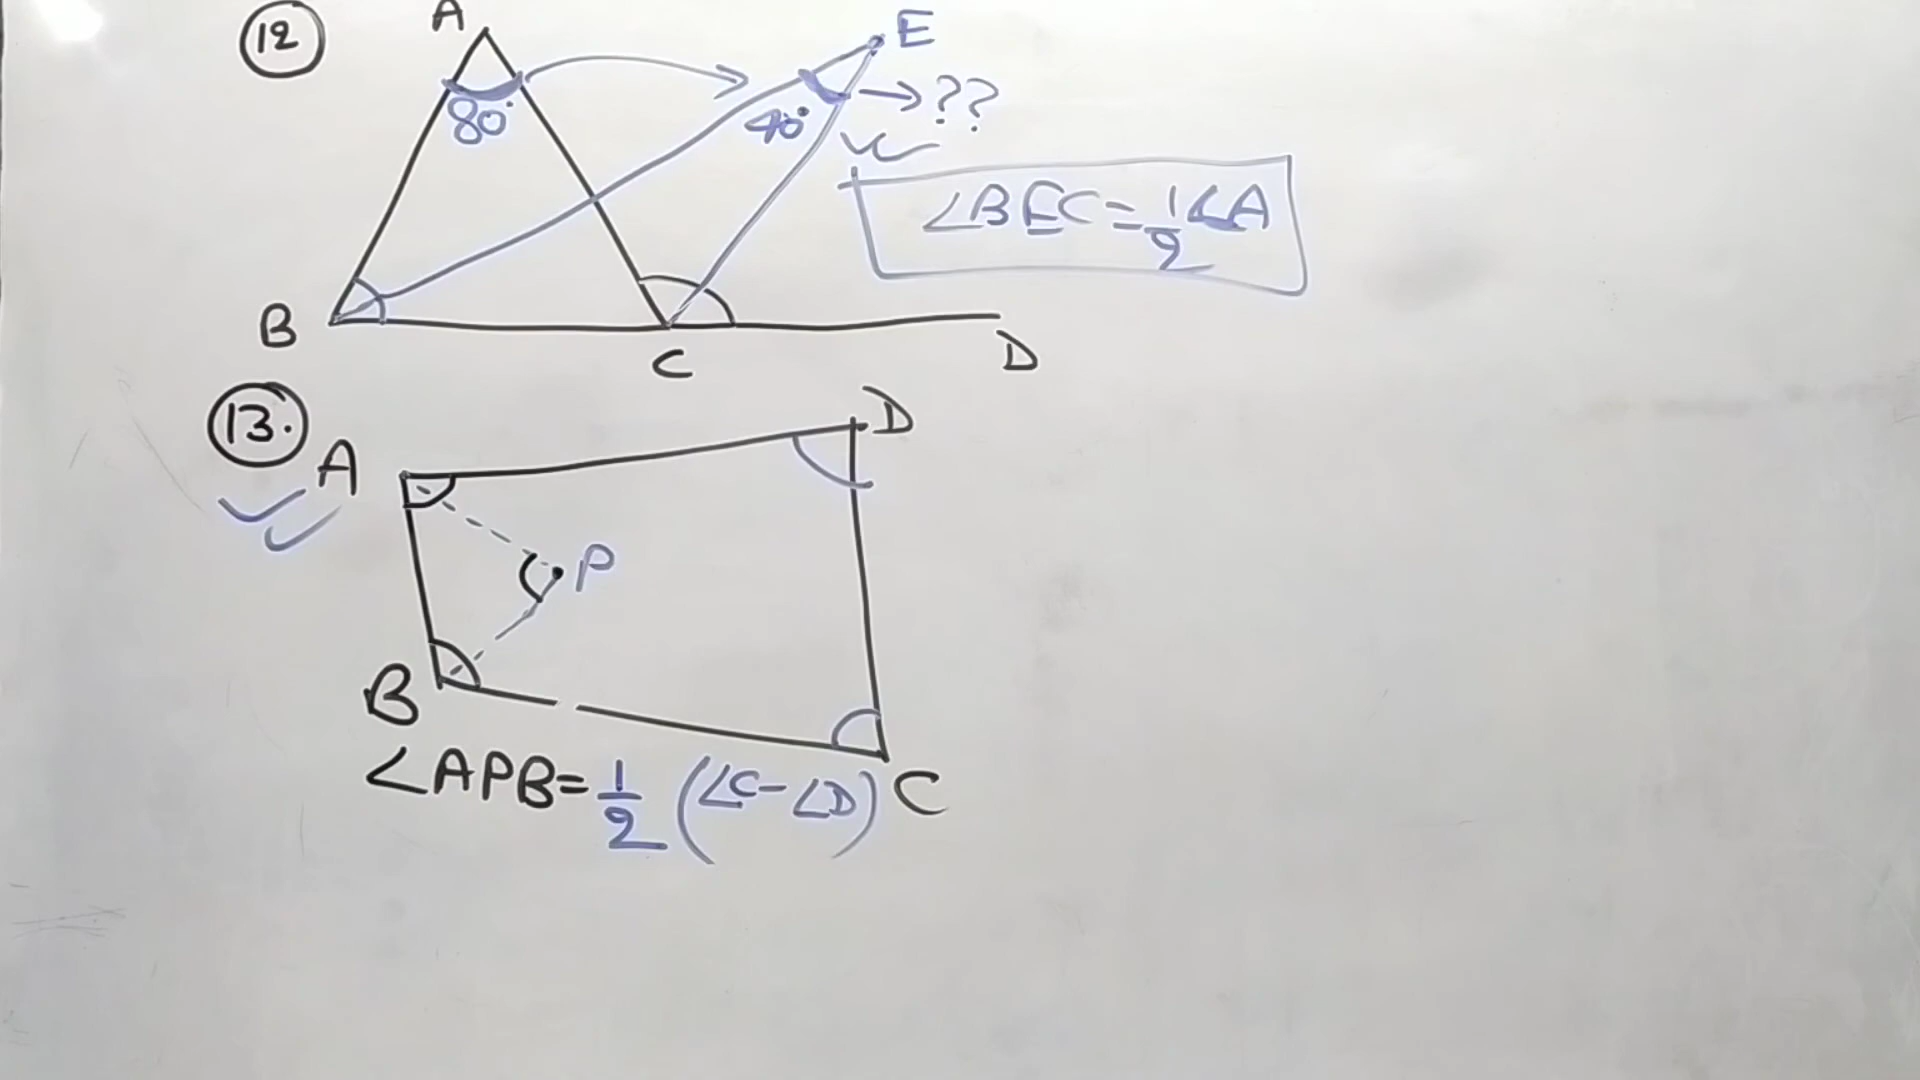 12
A
E
80°
40°
→ ??
∠BEC = 1/2 ∠A
B
C
D
13.
A
D
P
B
∠APB = 1/2 (∠C - ∠D)
C